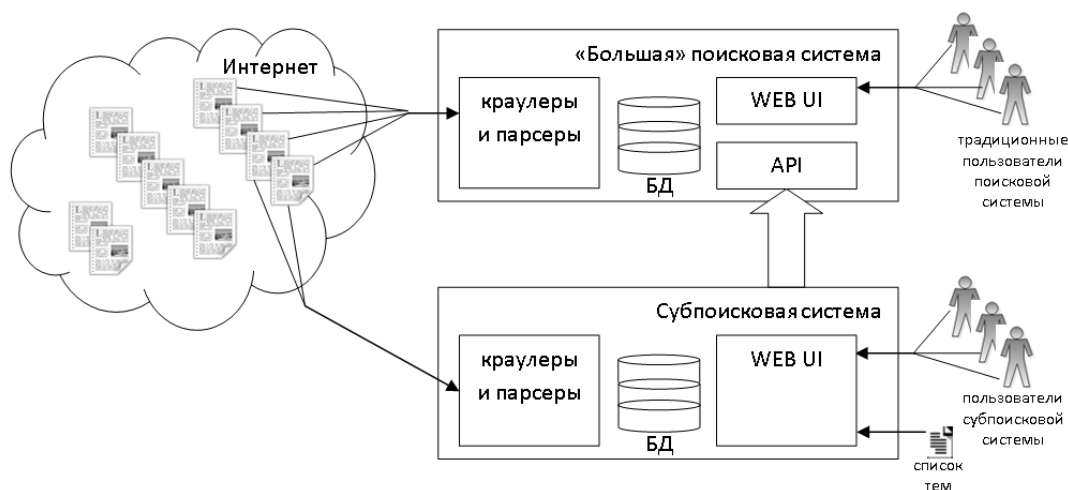 Интернет
«Большая» поисковая система
краулеры
и парсеры
БД
WEB UI
API
традиционные
пользователи
поисковой
системы
Субпоисковая система
краулеры
и парсеры
БД
WEB UI
пользователи
субпоисковой
системы
список
тем